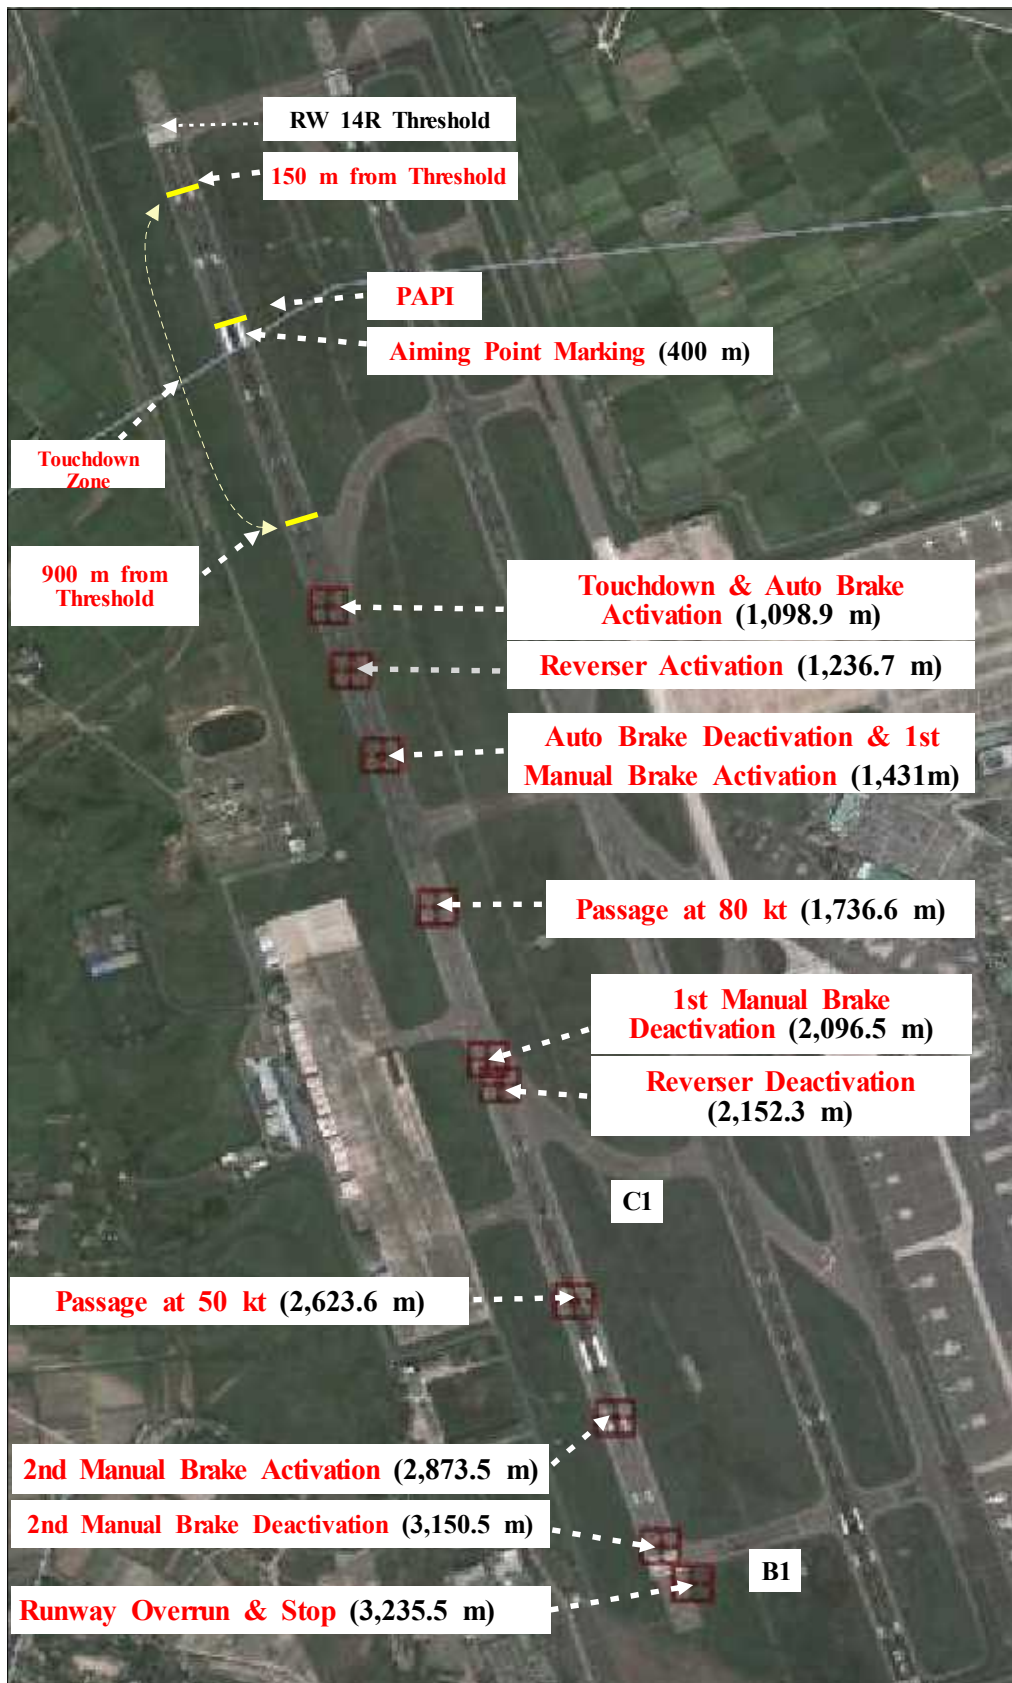 RW 14R Threshold
150 m from Threshold
PAPI
Aiming Point Marking (400 m)
Touchdown
Zone
900 m from
Threshold
Touchdown & Auto Brake
Activation (1,098.9 m)
Reverser Activation (1,236.7 m)
Auto Brake Deactivation & 1st
Manual Brake Activation (1,431m)
Passage at 80 kt (1,736.6 m)
1st Manual Brake
Deactivation (2,096.5 m)
Reverser Deactivation
(2,152.3 m)
C1
Passage at 50 kt (2,623.6 m)
2nd Manual Brake Activation (2,873.5 m)
2nd Manual Brake Deactivation (3,150.5 m)
B1
Runway Overrun & Stop (3,235.5 m)